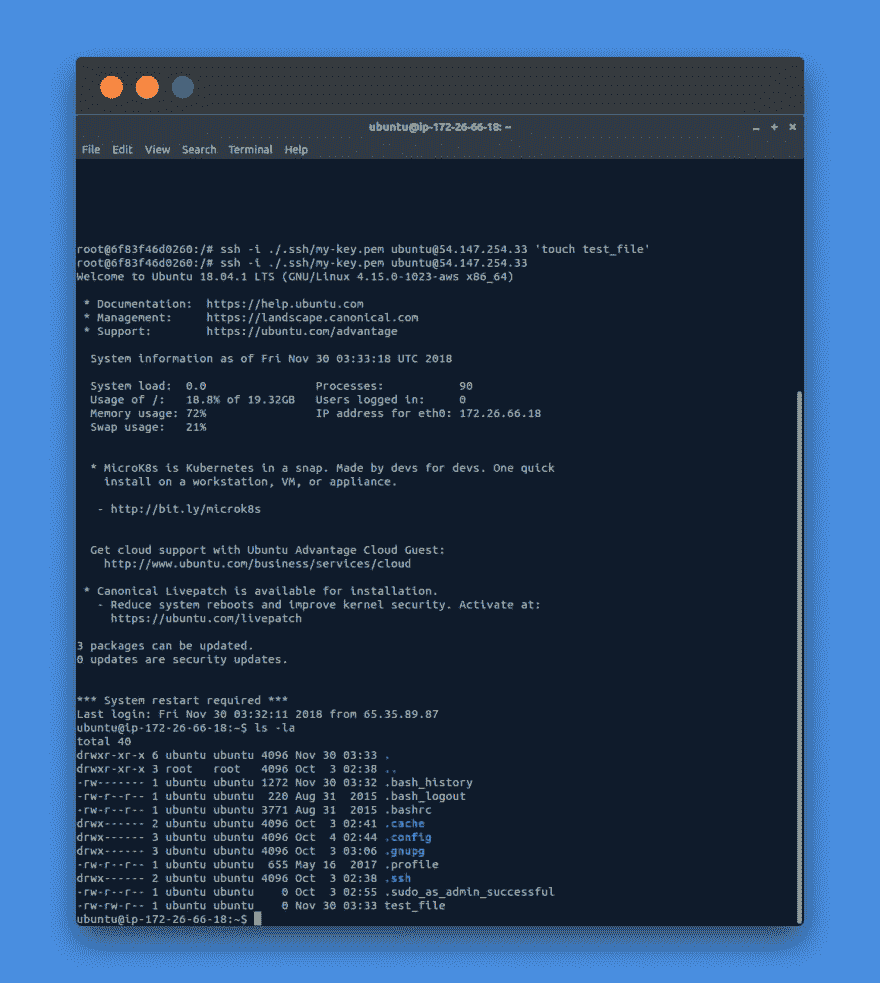 ubuntu@ip-172-26-66-18: ~
File Edit View Search Terminal Help
root@6f83f46d0260:/# ssh -i ./.ssh/my-key.pem ubuntu@54.147.254.33 'touch test_file'
root@6f83f46d0260:/# ssh -i ./.ssh/my-key.pem ubuntu@54.147.254.33
Welcome to Ubuntu 18.04.1 LTS (GNU/Linux 4.15.0-1023-aws x86_64)
 * Documentation:  https://help.ubuntu.com
 * Management:     https://landscape.canonical.com
 * Support:        https://ubuntu.com/advantage
  System information as of Fri Nov 30 03:33:18 UTC 2018
  System load:  0.0                Processes:           90
  Usage of /:   18.8% of 19.32GB   Users logged in:     0
  Memory usage: 72%                IP address for eth0: 172.26.66.18
  Swap usage:   21%
  * MicroK8s is Kubernetes in a snap. Made by devs for devs. One quick
    install on a workstation, VM, or appliance.
   - http://bit.ly/microk8s
  Get cloud support with Ubuntu Advantage Cloud Guest:
    http://www.ubuntu.com/business/services/cloud
 * Canonical Livepatch is available for installation.
   - Reduce system reboots and improve kernel security. Activate at:
     https://ubuntu.com/livepatch
3 packages can be updated.
0 updates are security updates.
*** System restart required ***
Last login: Fri Nov 30 03:32:11 2018 from 65.35.89.87
ubuntu@ip-172-26-66-18:~$ ls -la
total 40
drwxr-xr-x 6 ubuntu ubuntu 4096 Nov 30 03:33 .
drwxr-xr-x 3 root   root   4096 Oct  3 02:38 ..
-rw------- 1 ubuntu ubuntu 1272 Nov 30 03:32 .bash_history
-rw-r--r-- 1 ubuntu ubuntu  220 Aug 31  2015 .bash_logout
-rw-r--r-- 1 ubuntu ubuntu 3771 Aug 31  2015 .bashrc
drwx------ 2 ubuntu ubuntu 4096 Oct  3 02:41 .cache
drwx------ 3 ubuntu ubuntu 4096 Oct  4 02:44 .config
drwx------ 3 ubuntu ubuntu 4096 Oct  3 03:06 .gnupg
-rw-r--r-- 1 ubuntu ubuntu  655 May 16  2017 .profile
drwx------ 2 ubuntu ubuntu 4096 Oct  3 02:38 .ssh
-rw-r--r-- 1 ubuntu ubuntu    0 Oct  3 02:55 .sudo_as_admin_successful
-rw-rw-r-- 1 ubuntu ubuntu    0 Nov 30 03:33 test_file
ubuntu@ip-172-26-66-18:~$